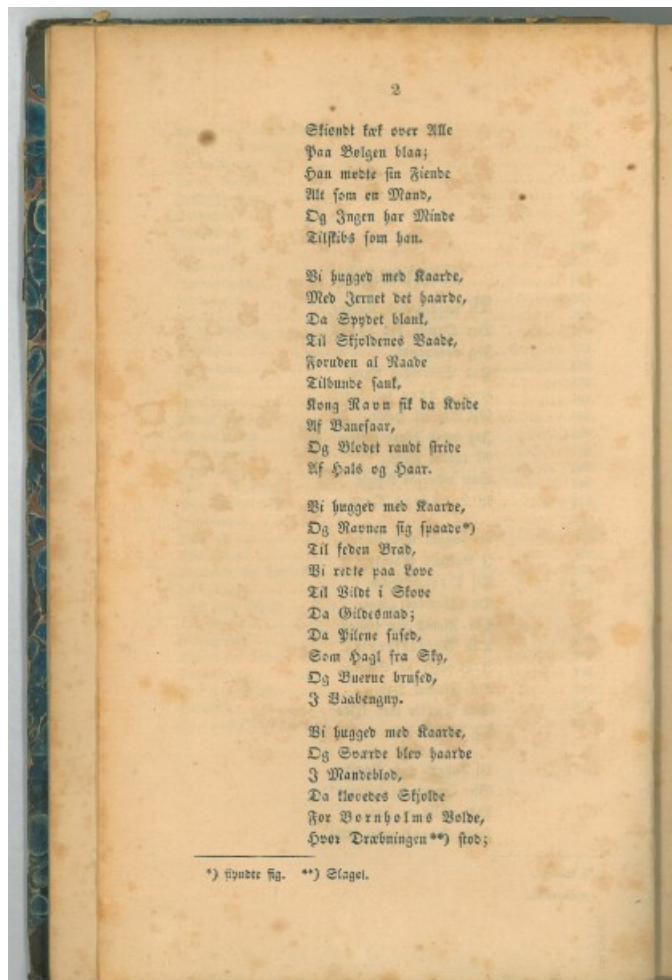 2
Skiøndt kæk over Alle
Paa Bølgen blaa;
Han mødte sin Fiende
Alt som en Mand,
Og Ingen har Minde
Tilskibs som han.
Vi hugged med Kaarde,
Med Jernet det haarde,
Da Spydet blank,
Til Skjoldenes Vaade,
Foruden al Naade
Tilbunde sank,
Kong Ravn fik da Kvide
Af Banesaar,
Og Blodet randt stride
Af Hals og Haar.
Vi hugged med Kaarde,
Og Ravnen sig spaade*)
Til feden Brad,
Vi redte paa Love
Til Vildt i Skove
Da Gildesmad;
Da Pilene sused,
Som Hagl fra Sky,
Og Buerne brused,
I Vaabengny.
Vi hugged med Kaarde,
Og Sværde blev haarde
I Mandeblod,
Da kløvedes Skjolde
For Bornholms Volde,
Hvor Dræbningen**) stod;
*) skyndte sig. **) Slaget.